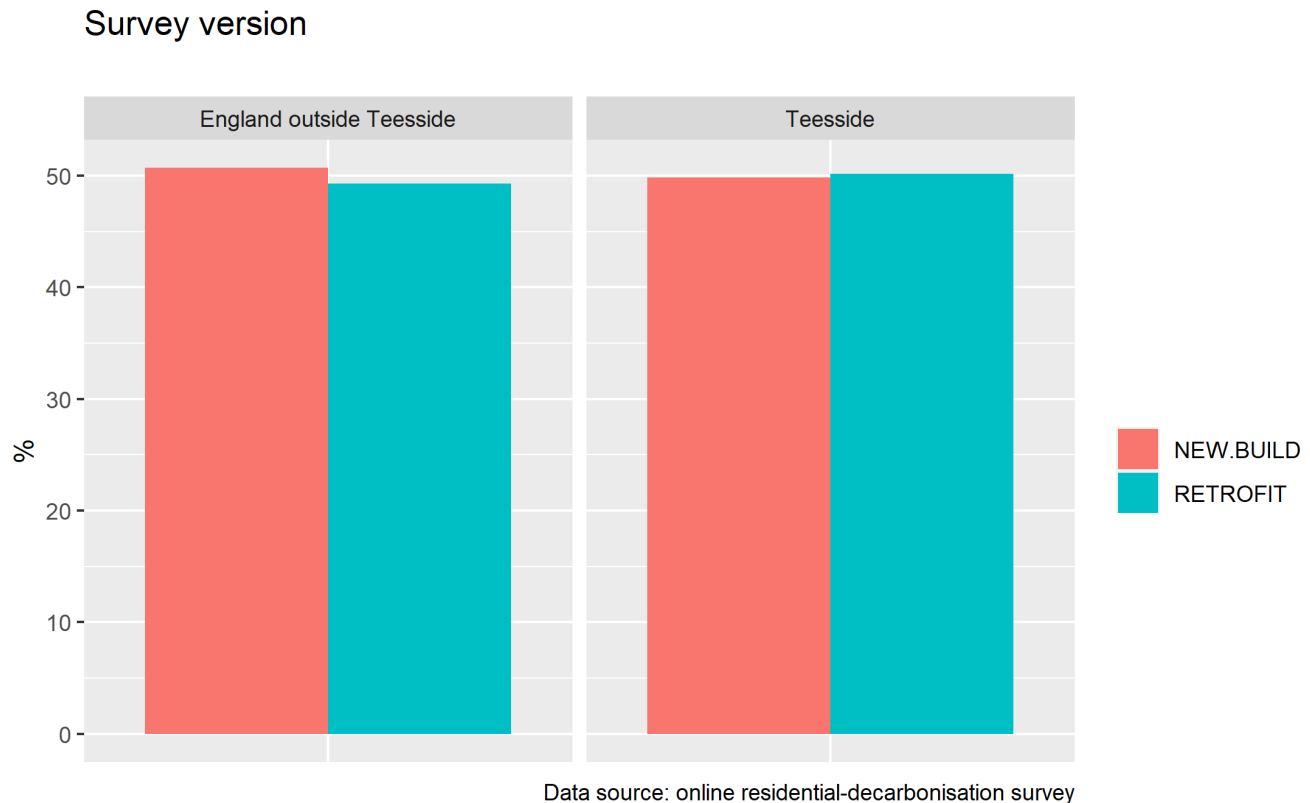 Survey version
England outside Teesside
Teesside
50
40
30
20
10
0
%
NEW.BUILD
RETROFIT
Data source: online residential-decarbonisation survey